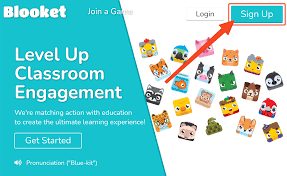 Blooket
Join a Game
Login
Sign Up
Level Up
Classroom
Engagement
We're matching action with education
to create the ultimate learning experience!
Get Started
Pronunciation ("Blue-kit")